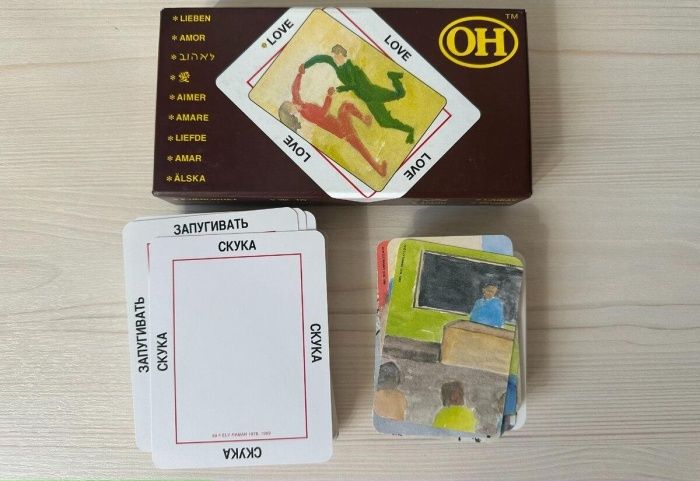 * LIEBEN
* AMOR
* לאהוב
* 愛
* AIMER
* AMARE
* LIEFDE
* AMAR
* ÄLSKA
* LOVE
LOVE
LOVE
LOVE
OH™
ЗАПУГИВАТЬ
ЗАПУГИВАТЬ
СКУКА
СКУКА
СКУКА
СКУКА